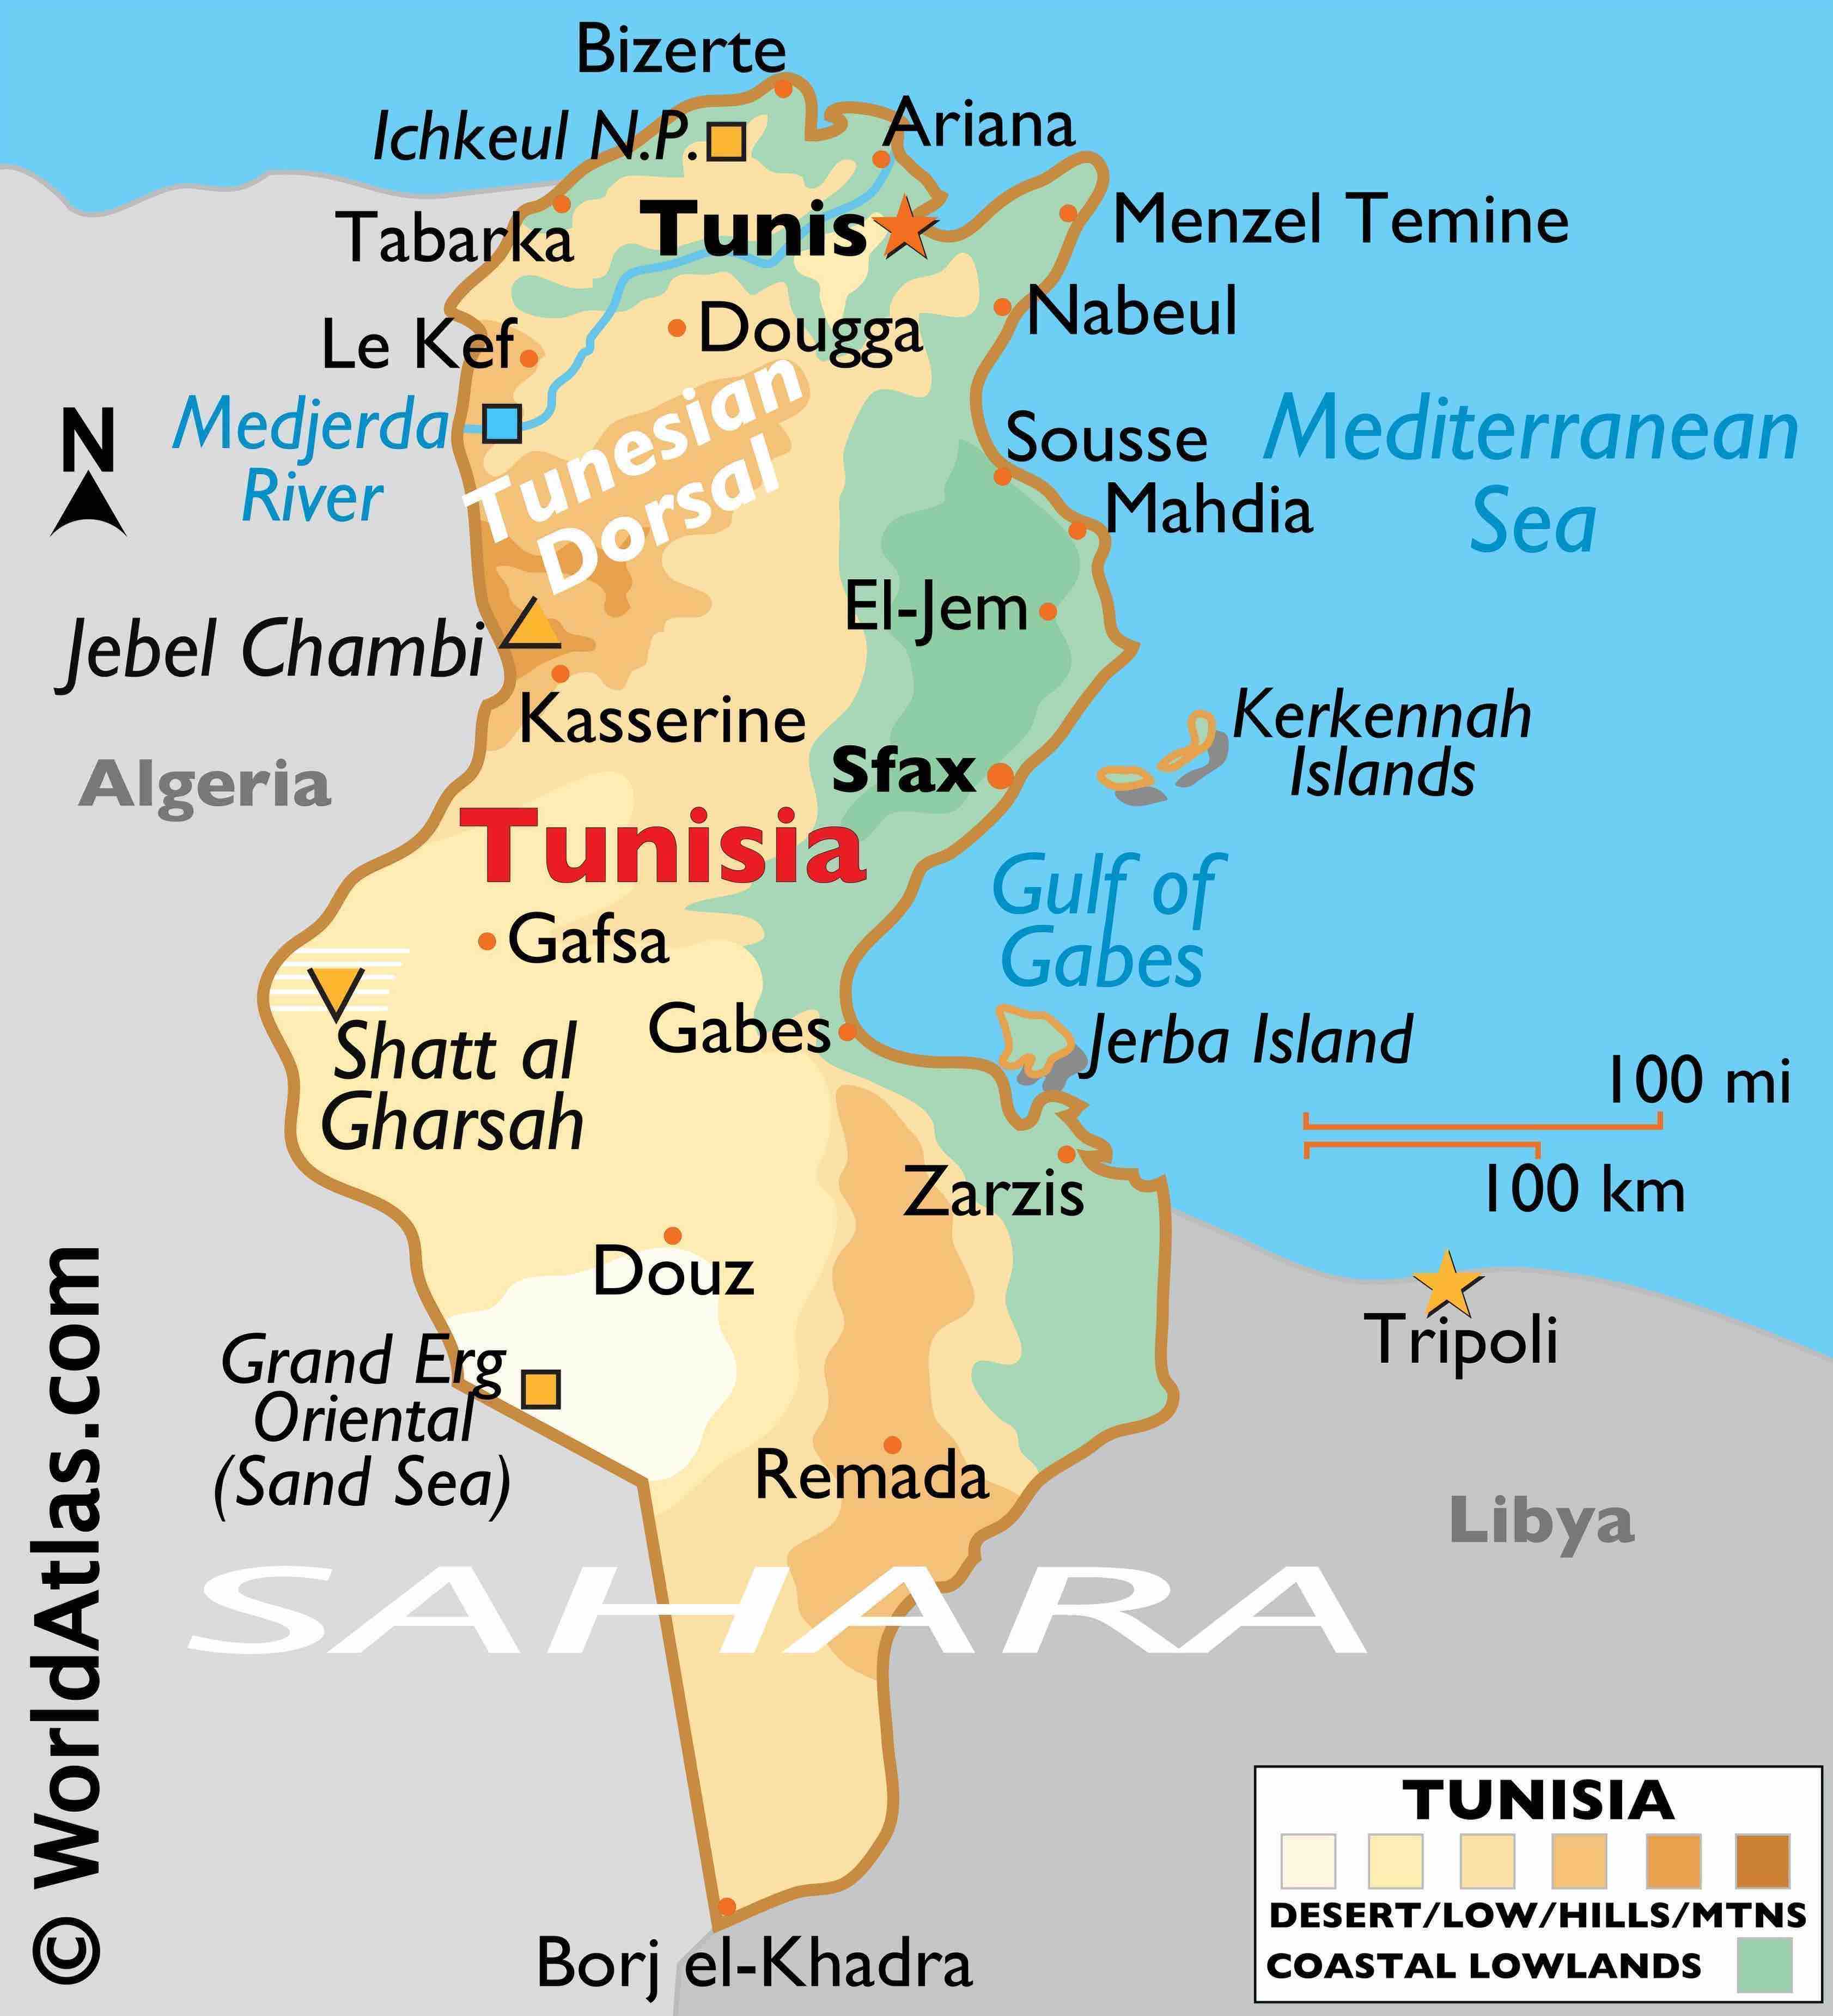 Bizerte
Ichkeul N.P.
Ariana
Tabarka
Tunis
Menzel Temine
Le Kef
Dougga
Nabeul
N
Medjerda
River
Tunesian
Dorsal
Sousse
Mediterranean
Sea
Mahdia
Jebel Chambi
El-Jem
Kasserine
Kerkennah
Islands
Algeria
Sfax
Tunisia
Gulf of
Gabes
Gafsa
Shatt al
Gharsah
Gabes
Jerba Island
100 mi
100 km
Zarzis
Douz
Tripoli
Grand Erg
Oriental
(Sand Sea)
Remada
Libya
SAHARA
Borj el-Khadra
© WorldAtlas.com
TUNISIA
DESERT/LOW/HILLS/MTNS
COASTAL LOWLANDS